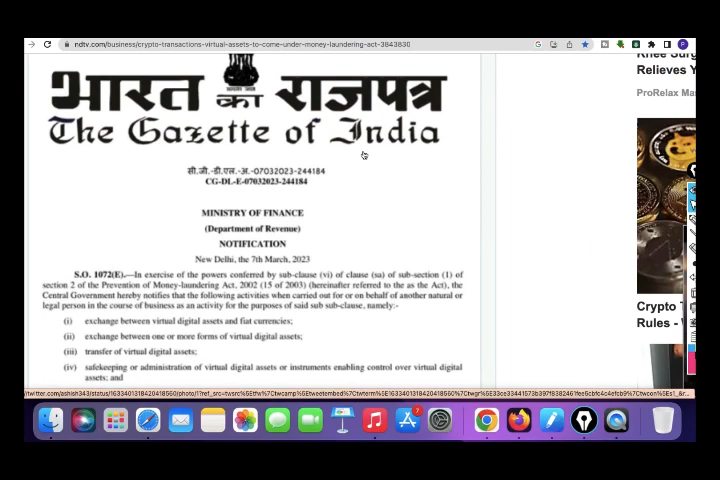 ndtv.com/business/crypto-transactions-virtual-assets-to-come-under-money-laundering-act-3843830
Relieves Y
ProRelax Ma
भारत का राजपत्र
The Gazette of India
सी.जी.-डी.एल.-अ.-07032023-244184
CG-DL-E-07032023-244184
MINISTRY OF FINANCE
(Department of Revenue)
NOTIFICATION
New Delhi, the 7th March, 2023
S.O. 1072(E).—In exercise of the powers conferred by sub-clause (vi) of clause (sa) of sub-section (1) of
section 2 of the Prevention of Money-laundering Act, 2002 (15 of 2003) (hereinafter referred to as the Act), the
Central Government hereby notifies that the following activities when carried out for or on behalf of another natural or
legal person in the course of business as an activity for the purposes of said sub sub-clause, namely:-
(i) exchange between virtual digital assets and fiat currencies;
(ii) exchange between one or more forms of virtual digital assets;
(iii) transfer of virtual digital assets;
(iv) safekeeping or administration of virtual digital assets or instruments enabling control over virtual digital
assets; and
Crypto T
Rules -